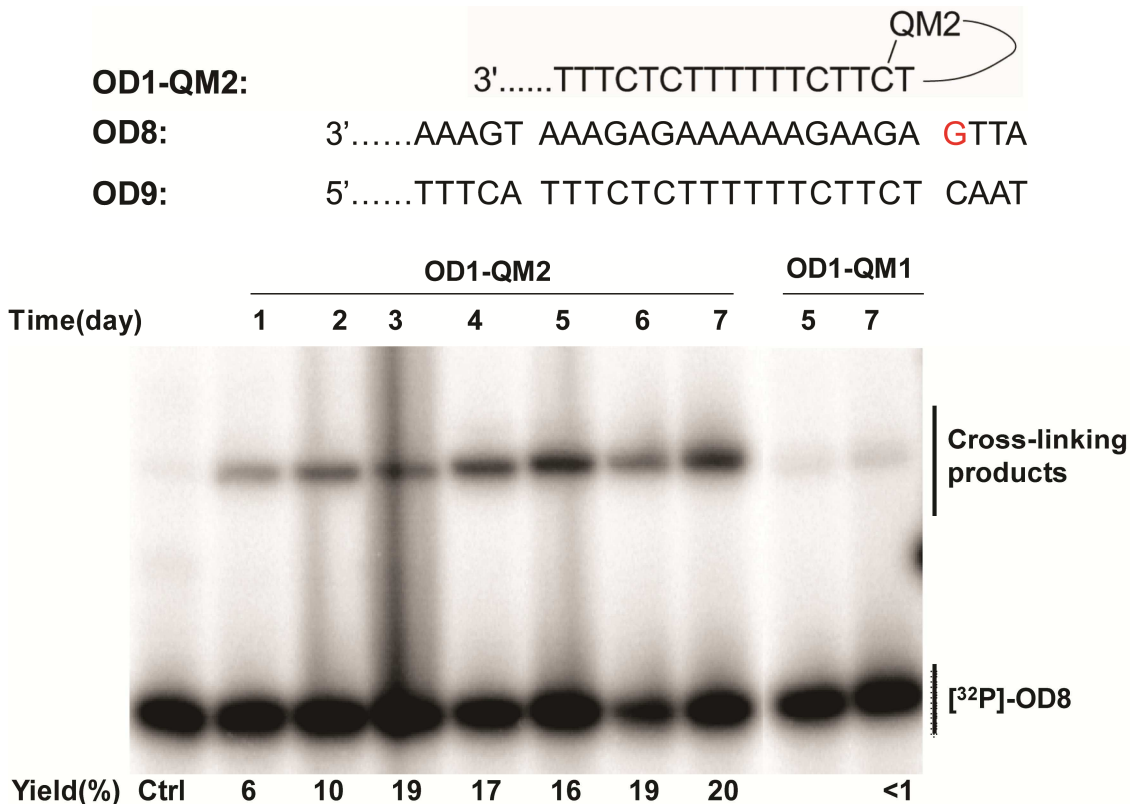 QM2
OD1-QM2: 3'......TTTCTCTTTTTTCTTCT
OD8: 3’......AAAGT AAAGAGAAAAAAGAAGA GTTA
OD9: 5’......TTTCA TTTCTCTTTTTTCTTCT CAAT
OD1-QM2 OD1-QM1
Time(day) 1 2 3 4 5 6 7 5 7
Cross-linking
products
[³²P]-OD8
Yield(%) Ctrl 6 10 19 17 16 19 20 <1